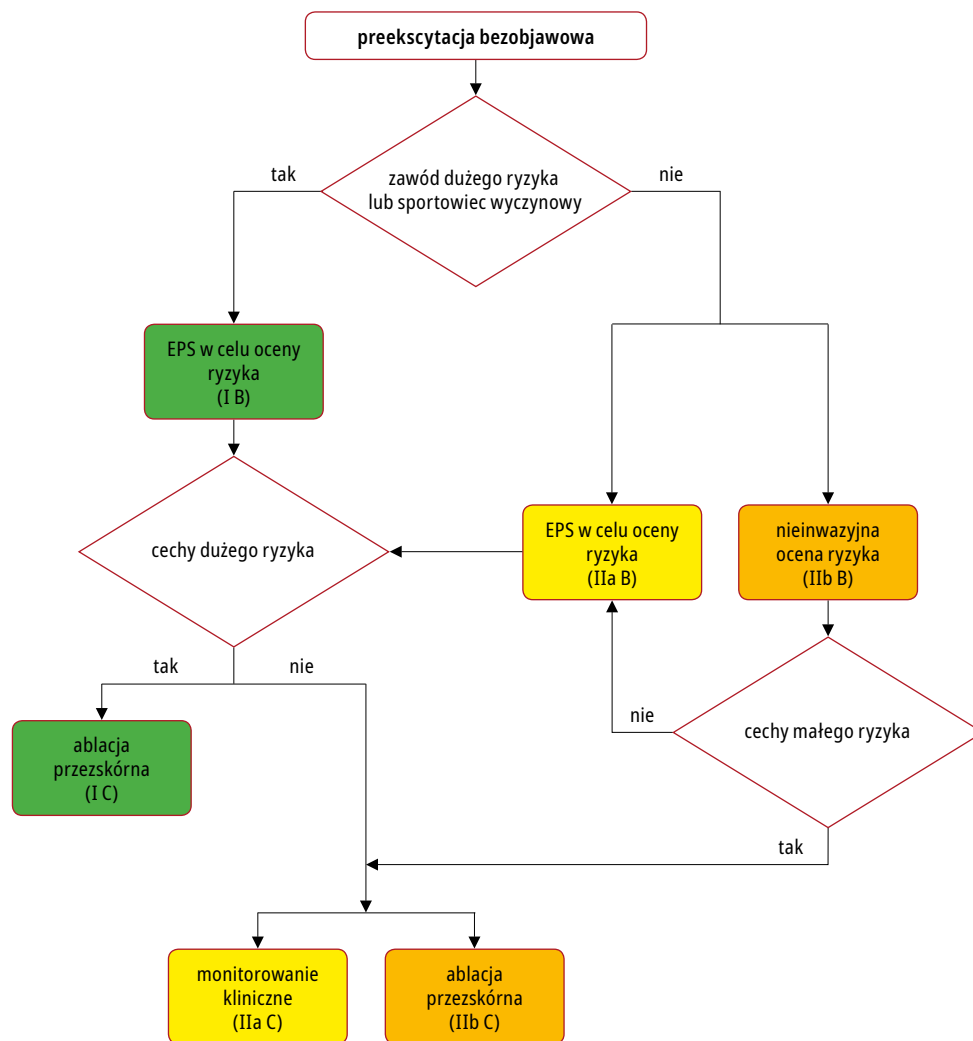 preekscytacja bezobjawowa
tak
zawód dużego ryzyka
lub sportowiec wyczynowy
nie
EPS w celu oceny
ryzyka
(I B)
cechy dużego ryzyka
EPS w celu oceny
ryzyka
(IIa B)
nieinwazyjna
ocena ryzyka
(IIb B)
tak
nie
nie
cechy małego ryzyka
ablacja
przezskórna
(I C)
tak
monitorowanie
kliniczne
(IIa C)
ablacja
przezskórna
(IIb C)